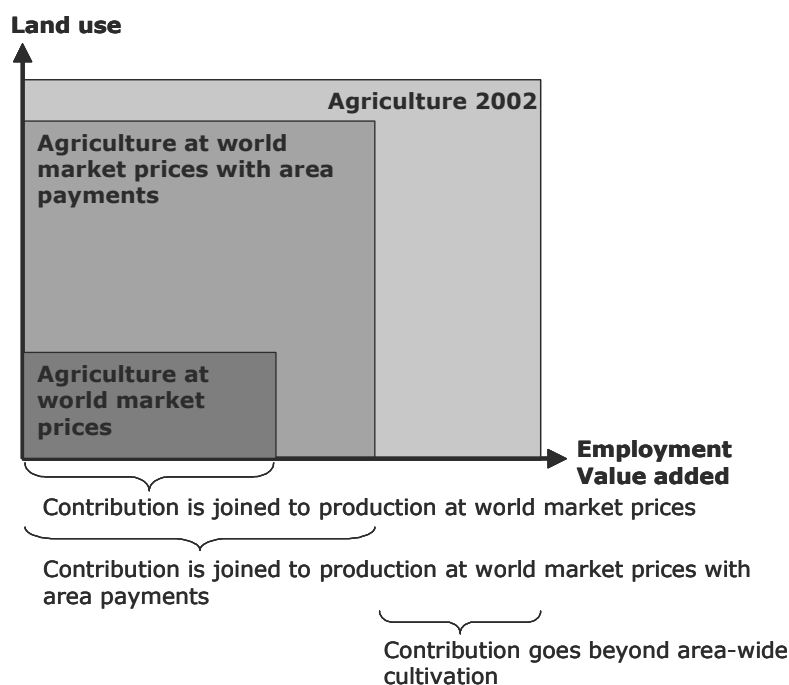 Land use
Agriculture 2002
Agriculture at world
market prices with area
payments
Agriculture at
world market
prices
Employment
Value added
Contribution is joined to production at world market prices
Contribution is joined to production at world market prices with
area payments
Contribution goes beyond area-wide
cultivation